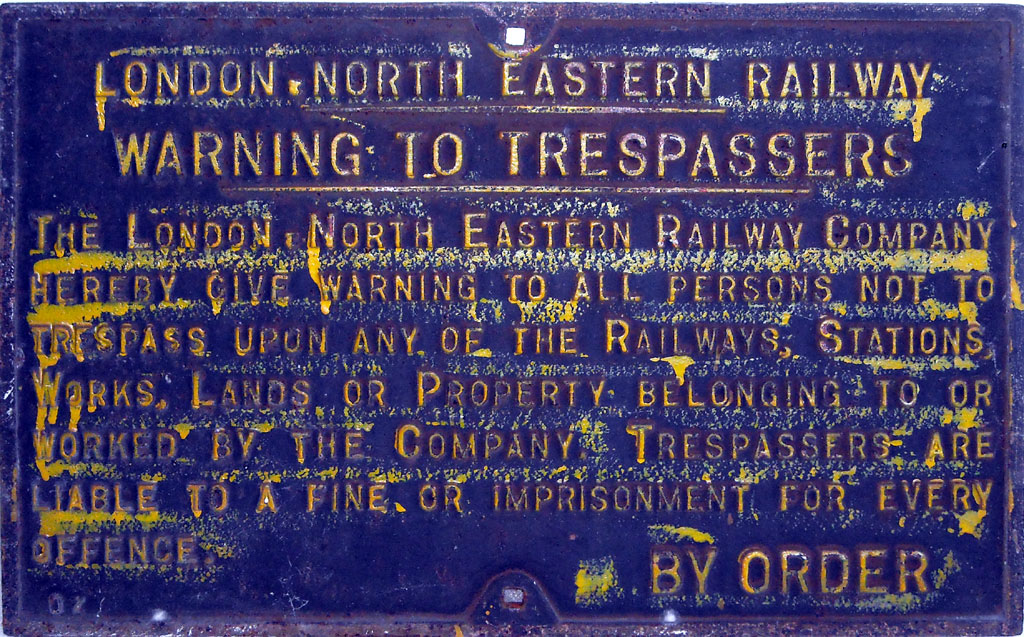 LONDON & NORTH EASTERN RAILWAY
WARNING TO TRESPASSERS
THE LONDON & NORTH EASTERN RAILWAY COMPANY
HEREBY GIVE WARNING TO ALL PERSONS NOT TO
TRESPASS UPON ANY OF THE RAILWAYS, STATIONS,
WORKS, LANDS OR PROPERTY BELONGING TO OR
WORKED BY THE COMPANY. TRESPASSERS ARE
LIABLE TO A FINE OR IMPRISONMENT FOR EVERY
OFFENCE.
BY ORDER